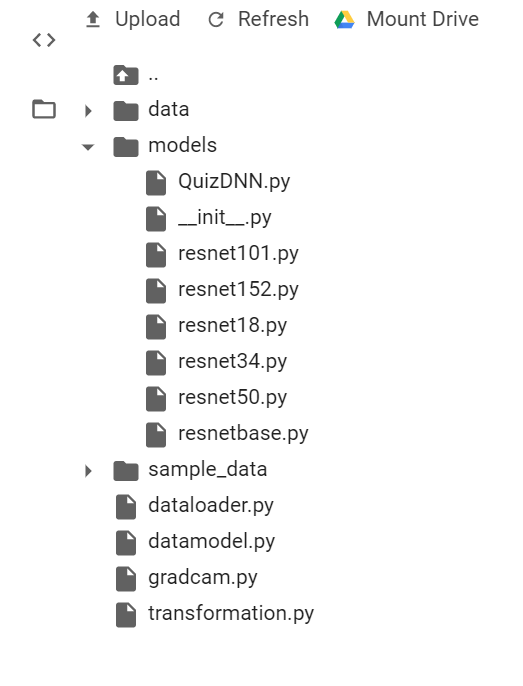 Upload Refresh Mount Drive
<>
..
data
models
QuizDNN.py
__init__.py
resnet101.py
resnet152.py
resnet18.py
resnet34.py
resnet50.py
resnetbase.py
sample_data
dataloader.py
datamodel.py
gradcam.py
transformation.py